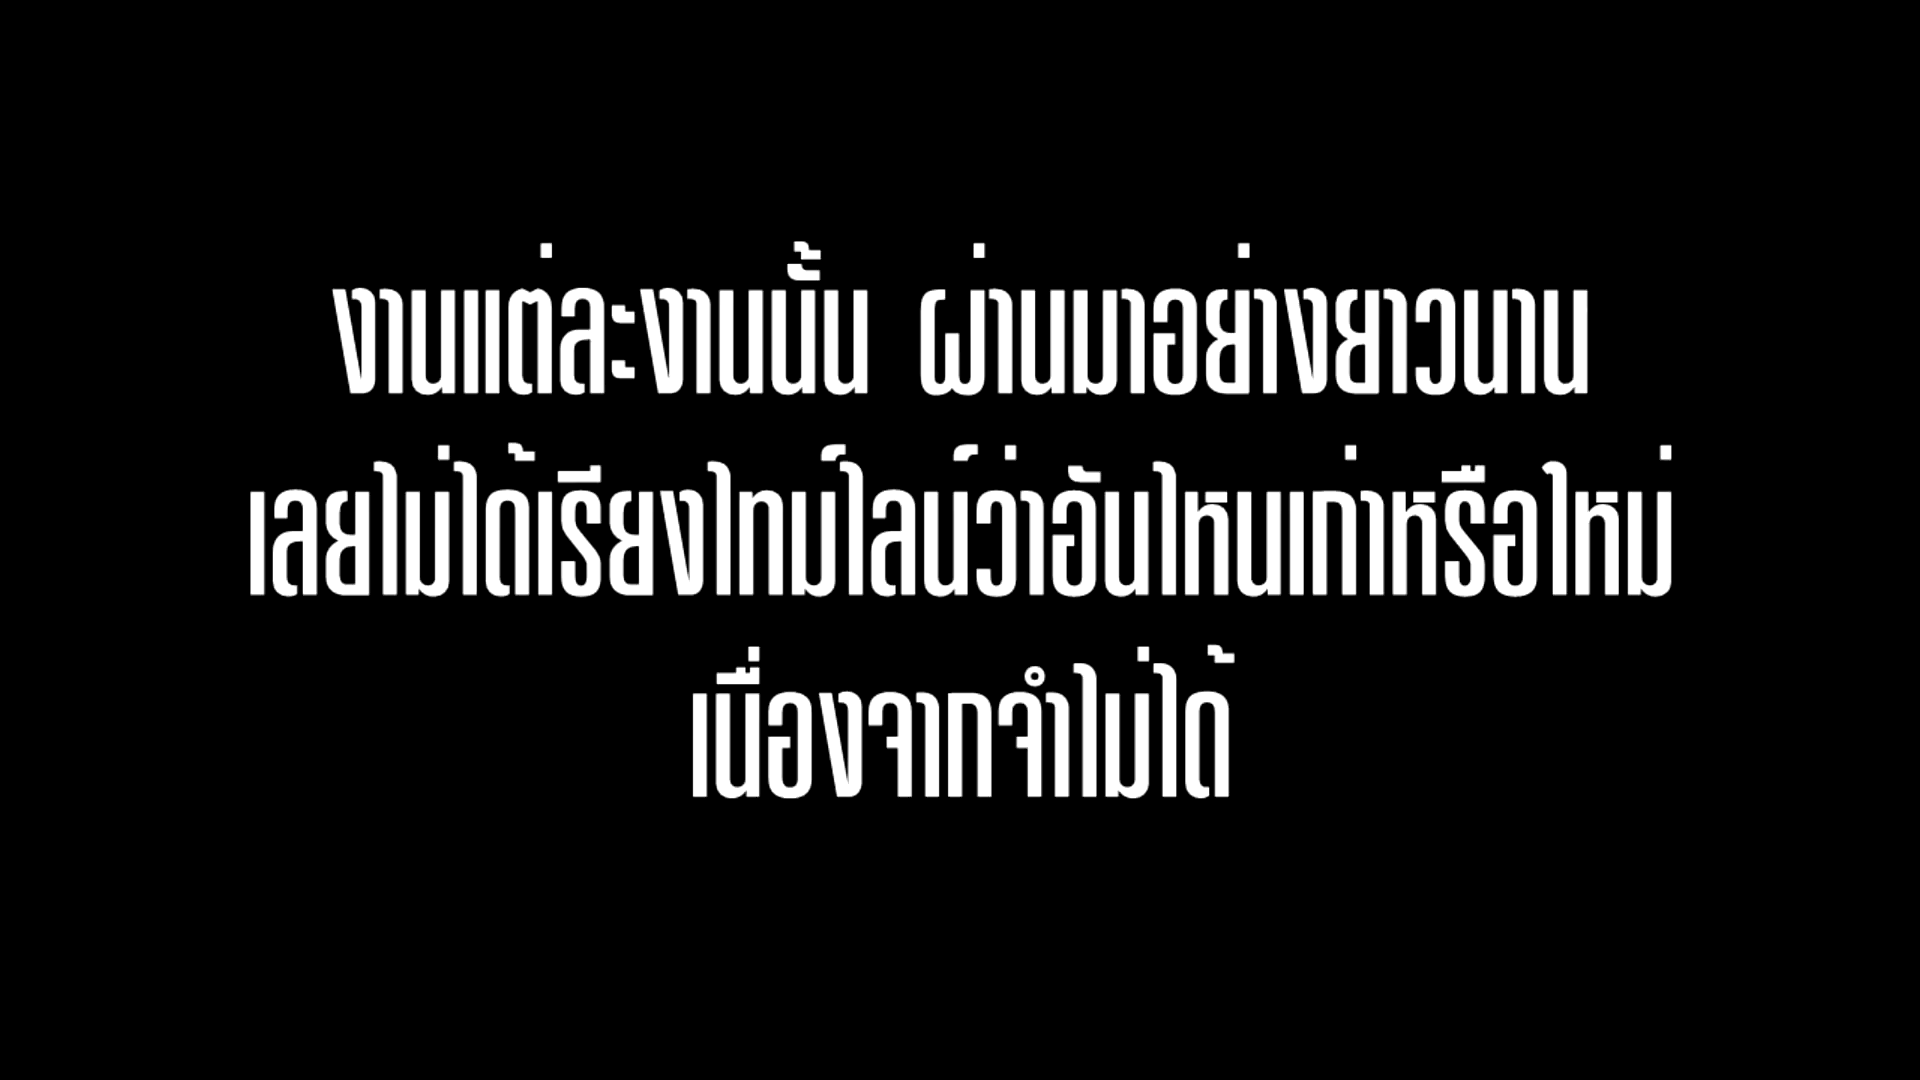 งานแต่ละงานนั้น ผ่านมาอย่างยาวนาน
เลยไม่ได้เรียงไทม์ไลน์ว่าอันไหนเก่าหรือใหม่
เนื่องจากจำไม่ได้